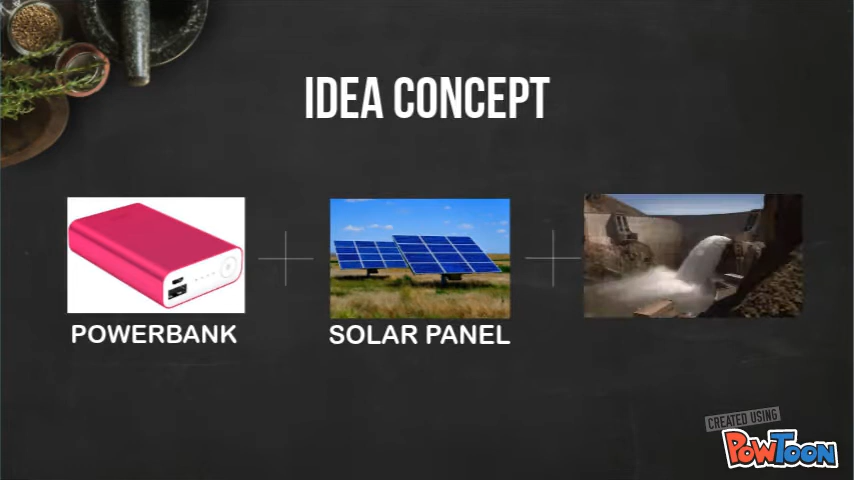 IDEA CONCEPT
POWERBANK
SOLAR PANEL
CREATED USING
POWTOON